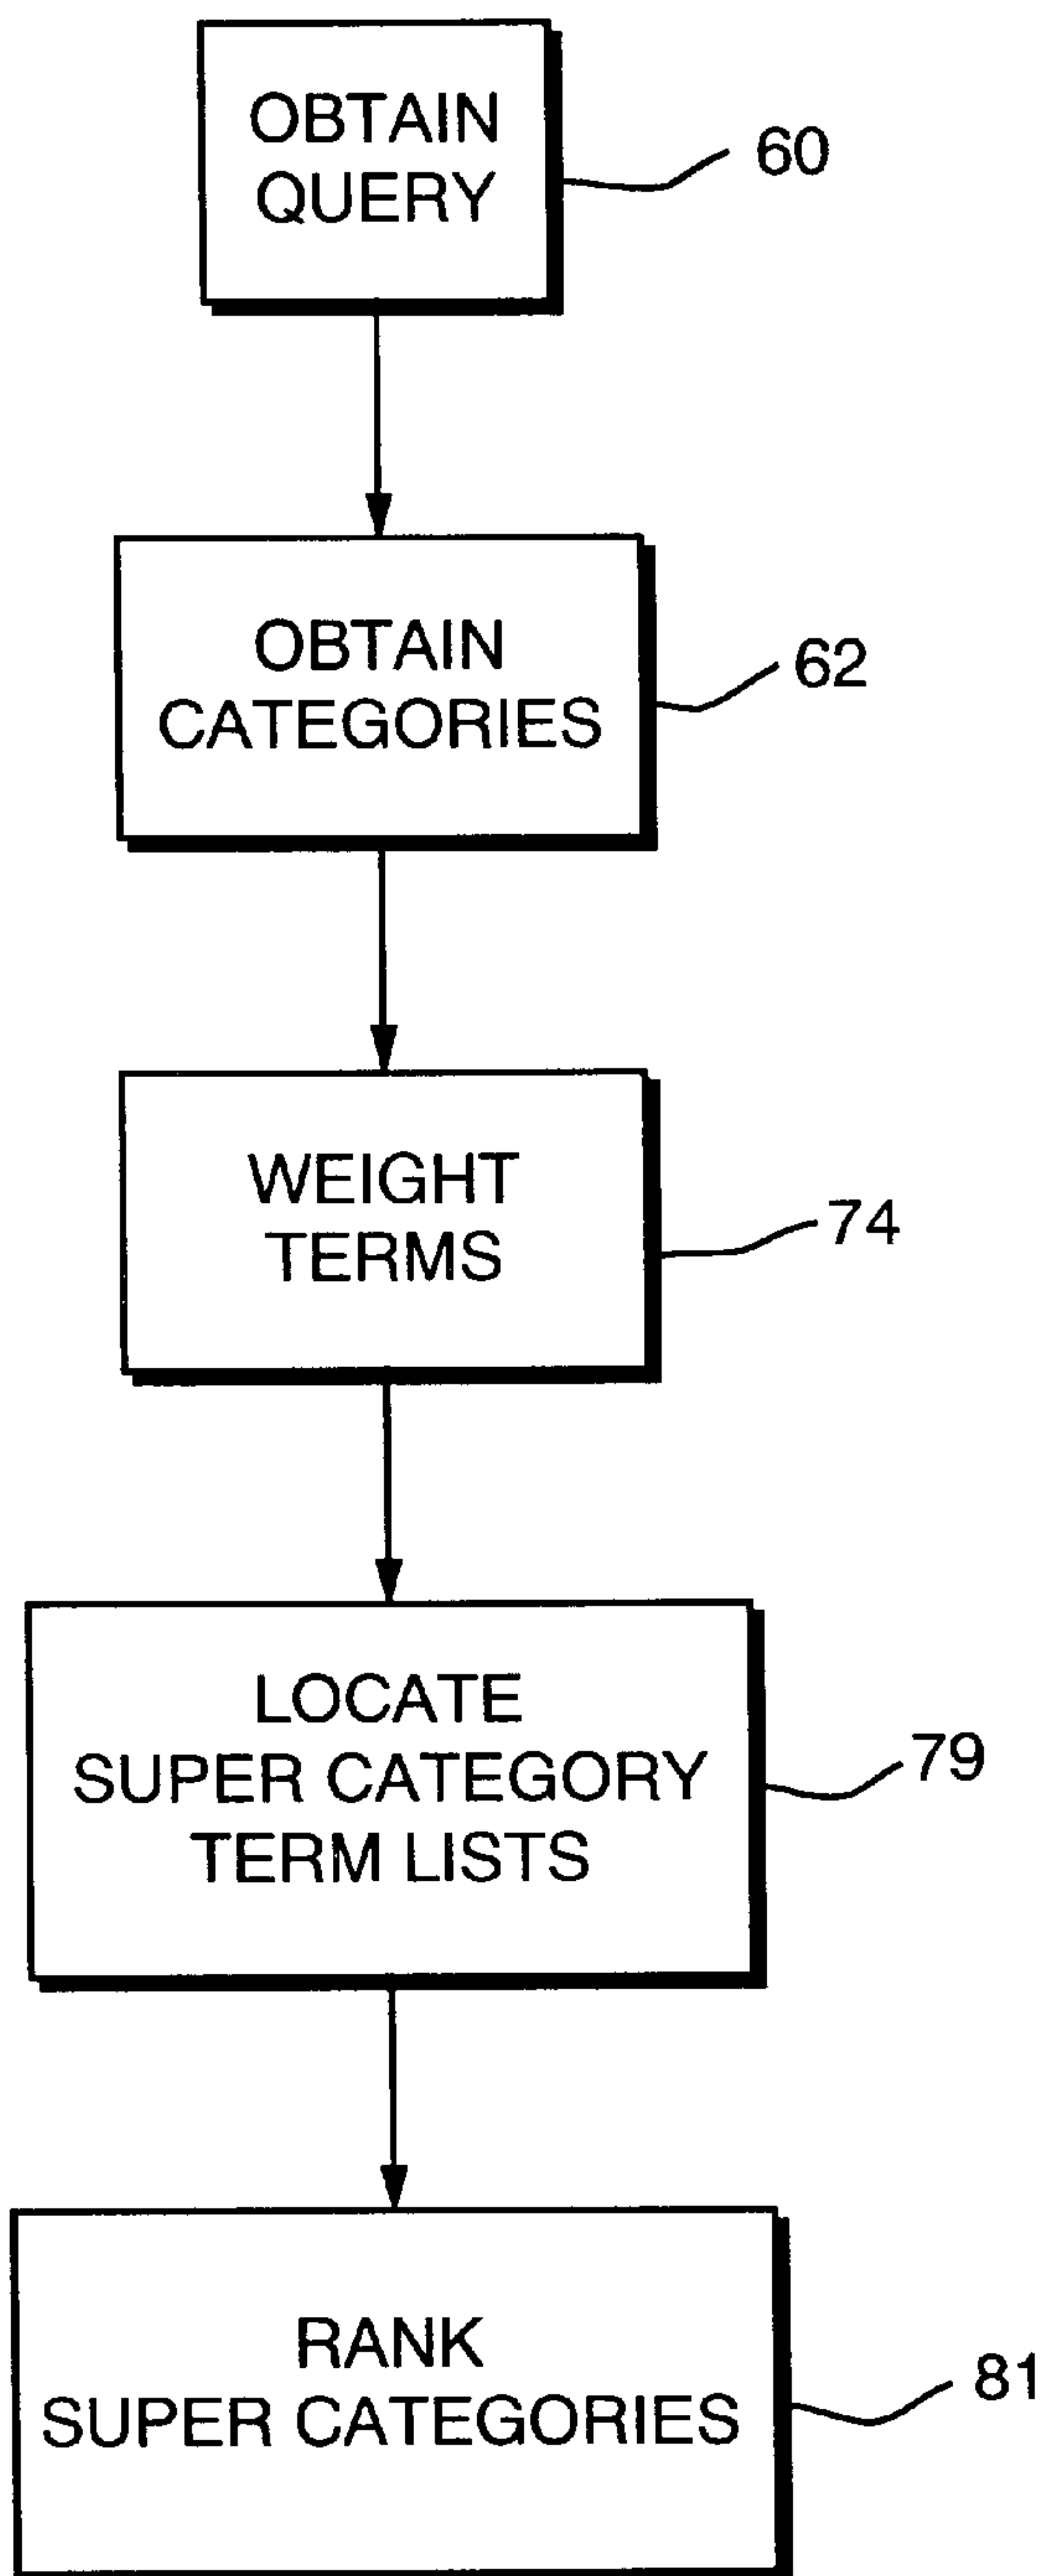 OBTAIN
QUERY
60
OBTAIN
CATEGORIES
62
WEIGHT
TERMS
74
LOCATE
SUPER CATEGORY
TERM LISTS
79
RANK
SUPER CATEGORIES
81